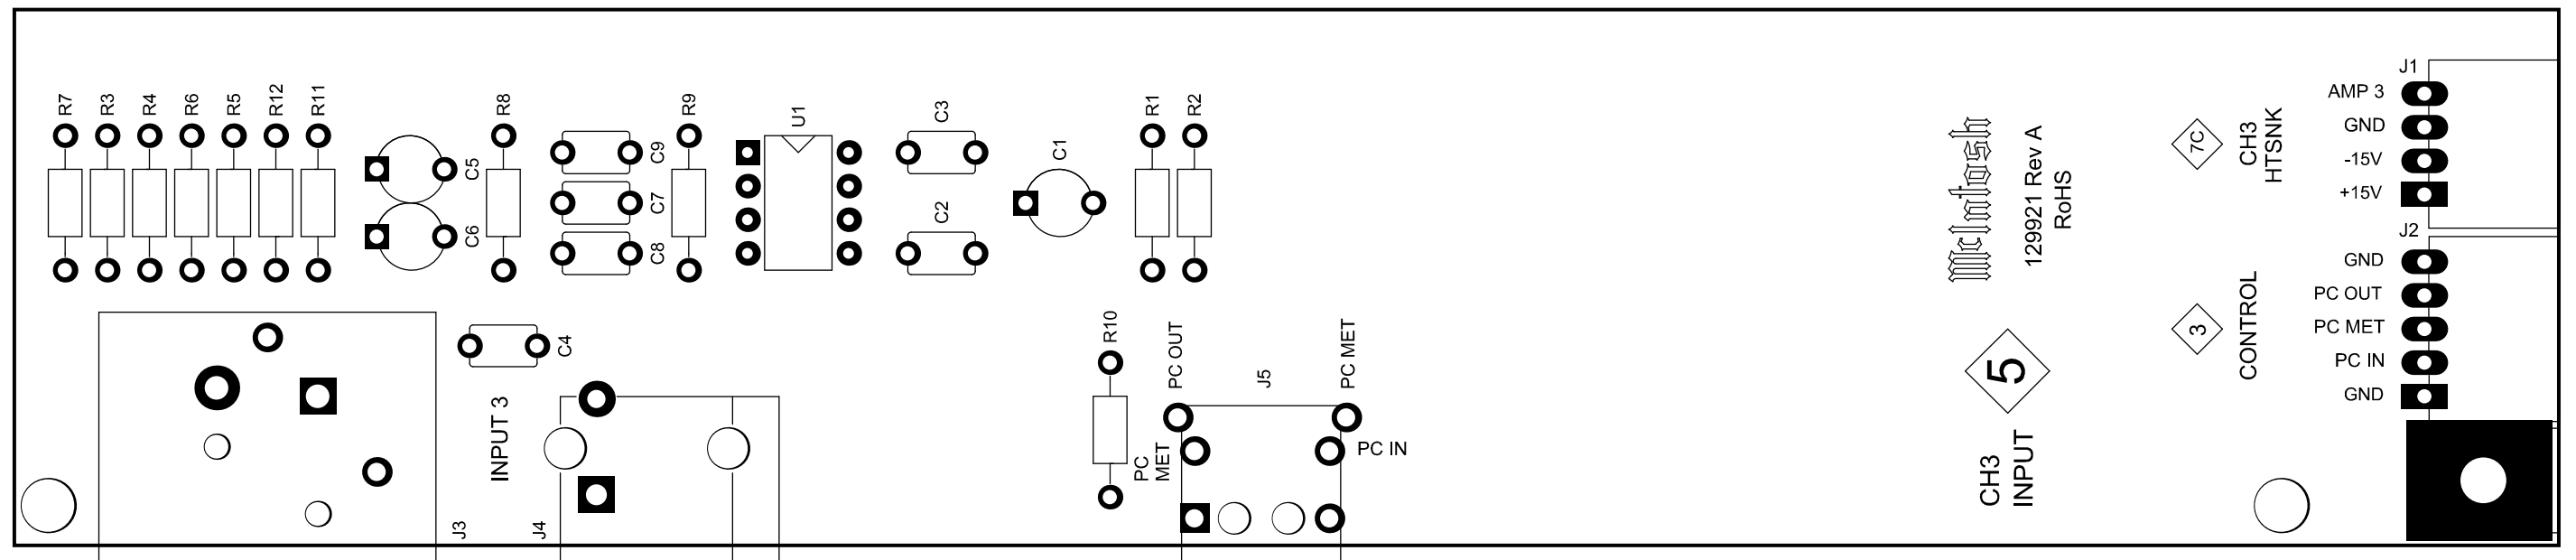 R7
R3
R4
R6
R5
R12
R11
C5
C6
R8
C9
C7
C8
R9
U1
C3
C2
C1
R1
R2
McIntosh
129921 Rev A
RoHS
7C
CH3
HTSNK
J1
AMP 3
GND
-15V
+15V
J2
GND
PC OUT
PC MET
PC IN
GND
3
CONTROL
5
CH3
INPUT
C4
INPUT 3
J3
J4
R10
PC OUT
J5
PC MET
PC
MET
PC IN